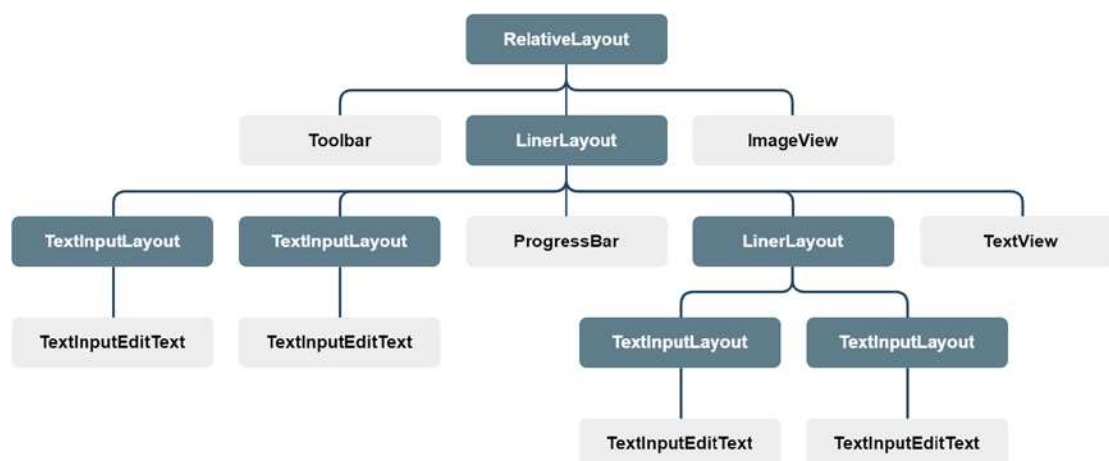 RelativeLayout
Toolbar
LinerLayout
ImageView
TextInputLayout
TextInputLayout
ProgressBar
LinerLayout
TextView
TextInputEditText
TextInputEditText
TextInputLayout
TextInputLayout
TextInputEditText
TextInputEditText